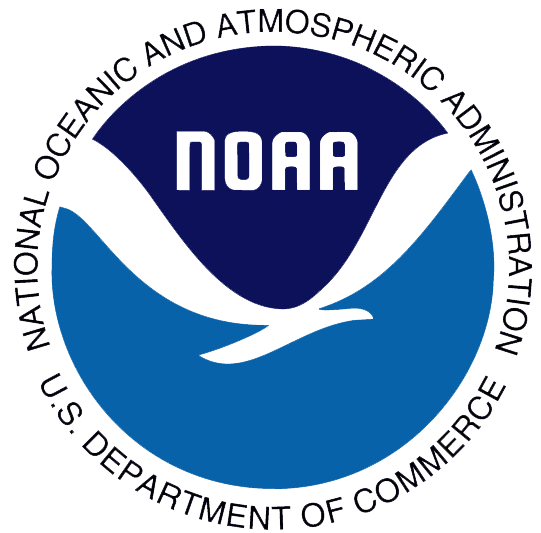 NATIONAL OCEANIC AND ATMOSPHERIC ADMINISTRATION
NOAA
U.S. DEPARTMENT OF COMMERCE